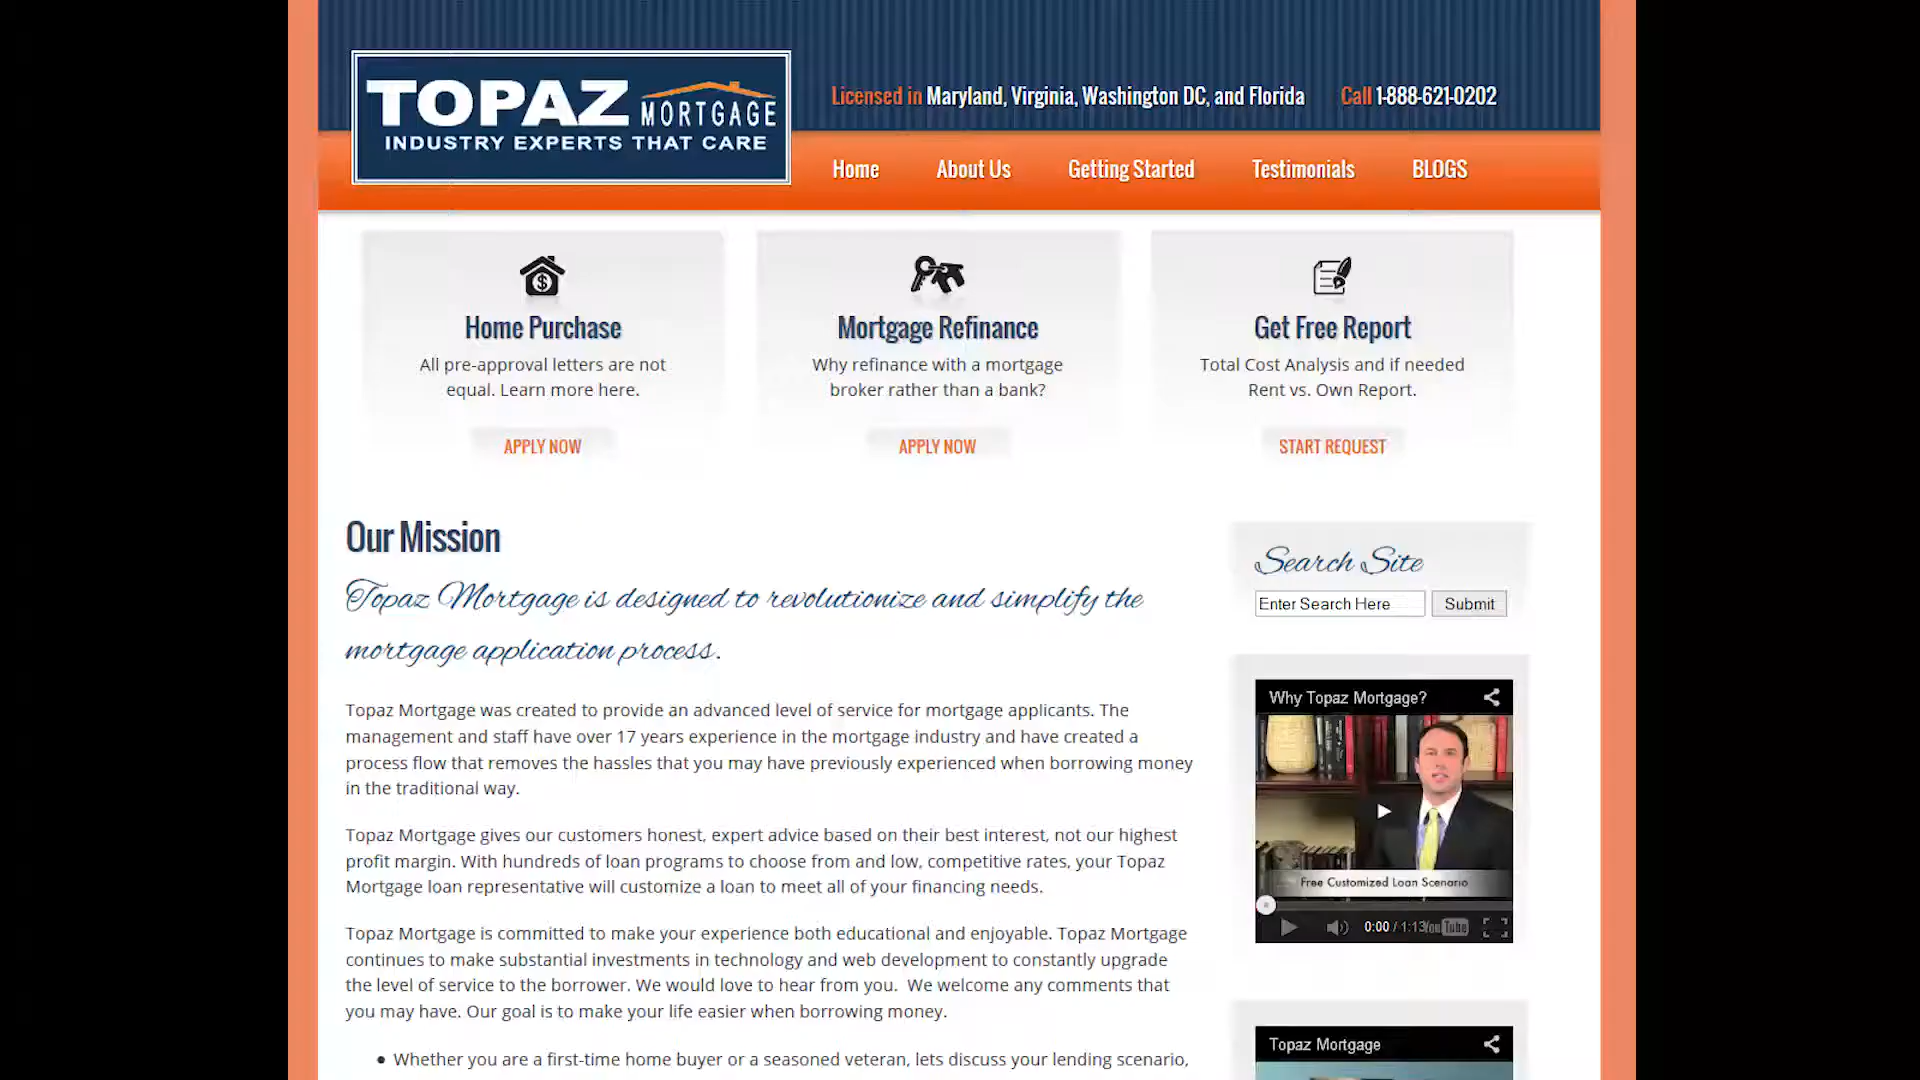 TOPAZ MORTGAGE
INDUSTRY EXPERTS THAT CARE
Licensed in Maryland, Virginia, Washington DC, and Florida
Call 1-888-621-0202
Home
About Us
Getting Started
Testimonials
BLOGS
Home Purchase
All pre-approval letters are not
equal. Learn more here.
APPLY NOW
Mortgage Refinance
Why refinance with a mortgage
broker rather than a bank?
APPLY NOW
Get Free Report
Total Cost Analysis and if needed
Rent vs. Own Report.
START REQUEST
Our Mission
Topaz Mortgage is designed to revolutionize and simplify the
mortgage application process.
Topaz Mortgage was created to provide an advanced level of service for mortgage applicants. The
management and staff have over 17 years experience in the mortgage industry and have created a
process flow that removes the hassles that you may have previously experienced when borrowing money
in the traditional way.
Topaz Mortgage gives our customers honest, expert advice based on their best interest, not our highest
profit margin. With hundreds of loan programs to choose from and low, competitive rates, your Topaz
Mortgage loan representative will customize a loan to meet all of your financing needs.
Topaz Mortgage is committed to make your experience both educational and enjoyable. Topaz Mortgage
continues to make substantial investments in technology and web development to constantly upgrade
the level of service to the borrower. We would love to hear from you.  We welcome any comments that
you may have. Our goal is to make your life easier when borrowing money.
• Whether you are a first-time home buyer or a seasoned veteran, lets discuss your lending scenario,
Search Site
Enter Search Here
Submit
Why Topaz Mortgage?
Free Customized Loan Scenario
0:00 / 1:13
YouTube
Topaz Mortgage